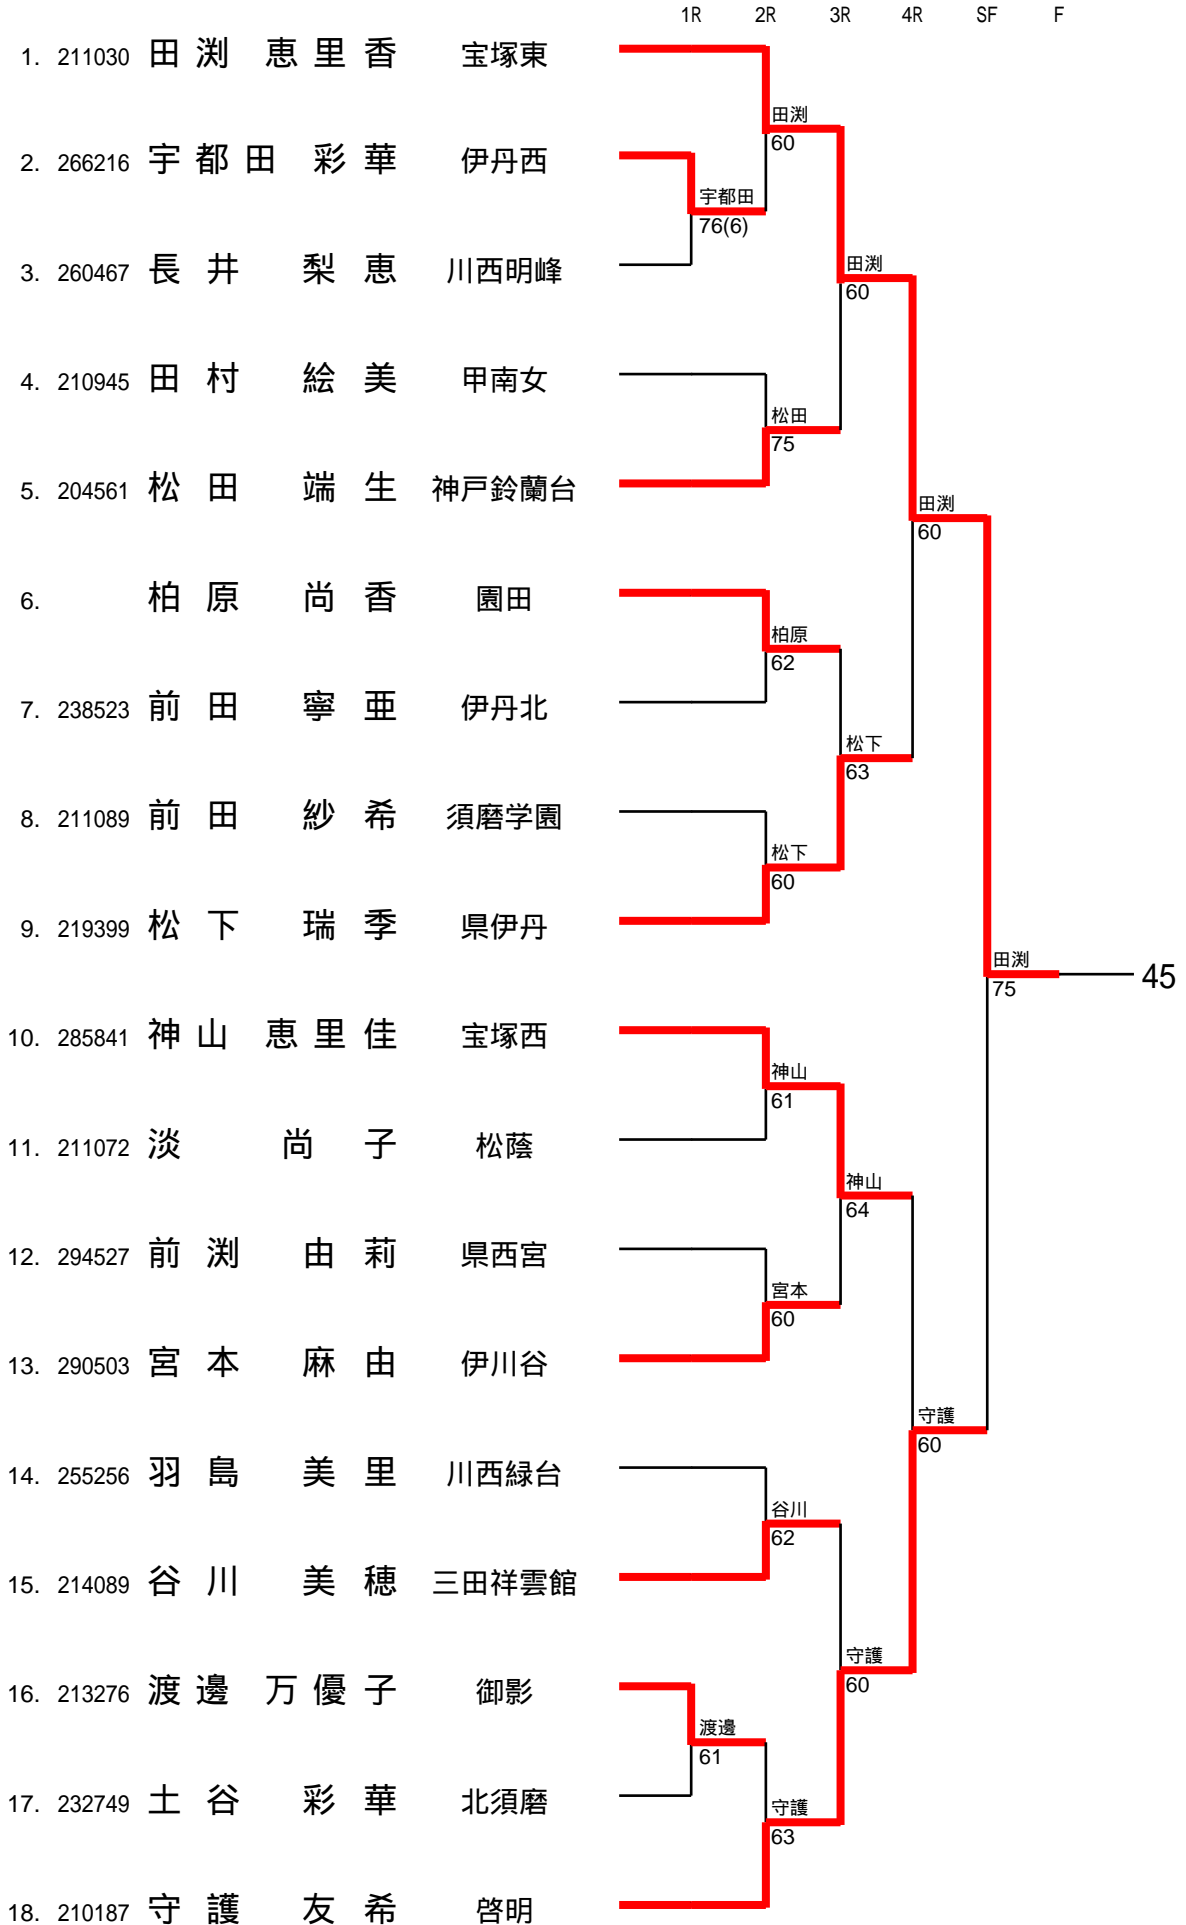 1R 2R 3R 4R SF F
1. 211030 田渕 恵里香 宝塚東
田渕
60
2. 266216 宇都田 彩華 伊丹西
宇都田
76(6)
3. 260467 長井 梨恵 川西明峰
田渕
60
4. 210945 田村 絵美 甲南女
松田
75
5. 204561 松田 端生 神戸鈴蘭台
田渕
60
6. 柏原 尚香 園田
柏原
62
7. 238523 前田 寧亜 伊丹北
松下
63
8. 211089 前田 紗希 須磨学園
松下
60
9. 219399 松下 瑞季 県伊丹
田渕
75
45
10. 285841 神山 恵里佳 宝塚西
神山
61
11. 211072 淡 尚子 松蔭
神山
64
12. 294527 前渕 由莉 県西宮
宮本
60
13. 290503 宮本 麻由 伊川谷
守護
60
14. 255256 羽島 美里 川西緑台
谷川
62
15. 214089 谷川 美穂 三田祥雲館
守護
60
16. 213276 渡邊 万優子 御影
渡邊
61
17. 232749 土谷 彩華 北須磨
守護
63
18. 210187 守護 友希 啓明